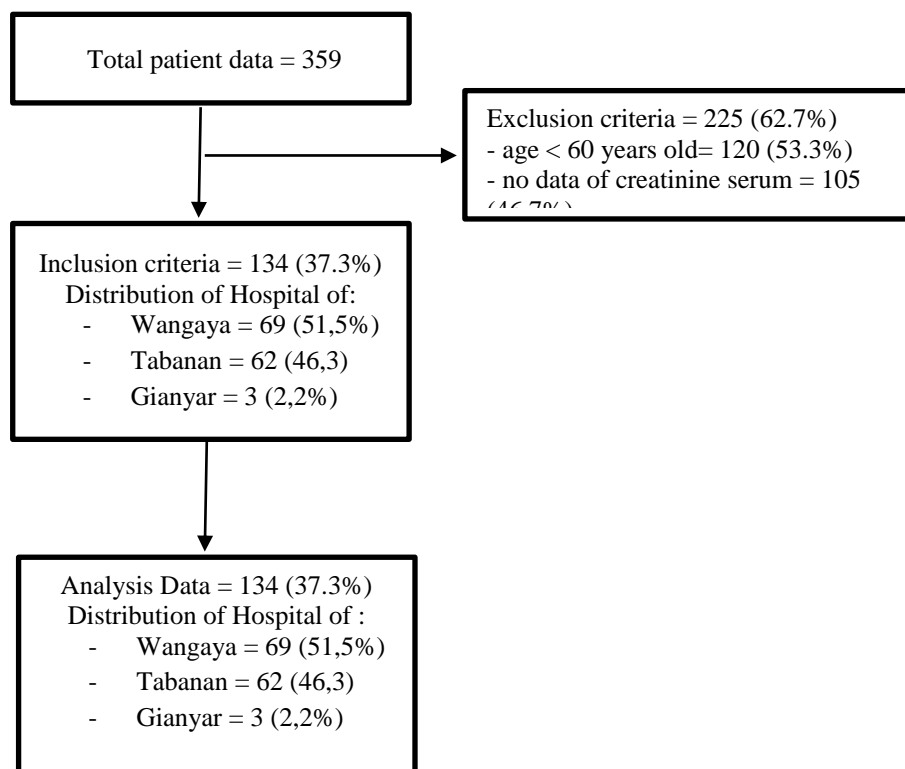 Total patient data = 359
Exclusion criteria = 225 (62.7%)
- age < 60 years old= 120 (53.3%)
- no data of creatinine serum = 105
(46.7%)
Inclusion criteria = 134 (37.3%)
Distribution of Hospital of:
- Wangaya = 69 (51,5%)
- Tabanan = 62 (46,3)
- Gianyar = 3 (2,2%)
Analysis Data = 134 (37.3%)
Distribution of Hospital of :
- Wangaya = 69 (51,5%)
- Tabanan = 62 (46,3)
- Gianyar = 3 (2,2%)